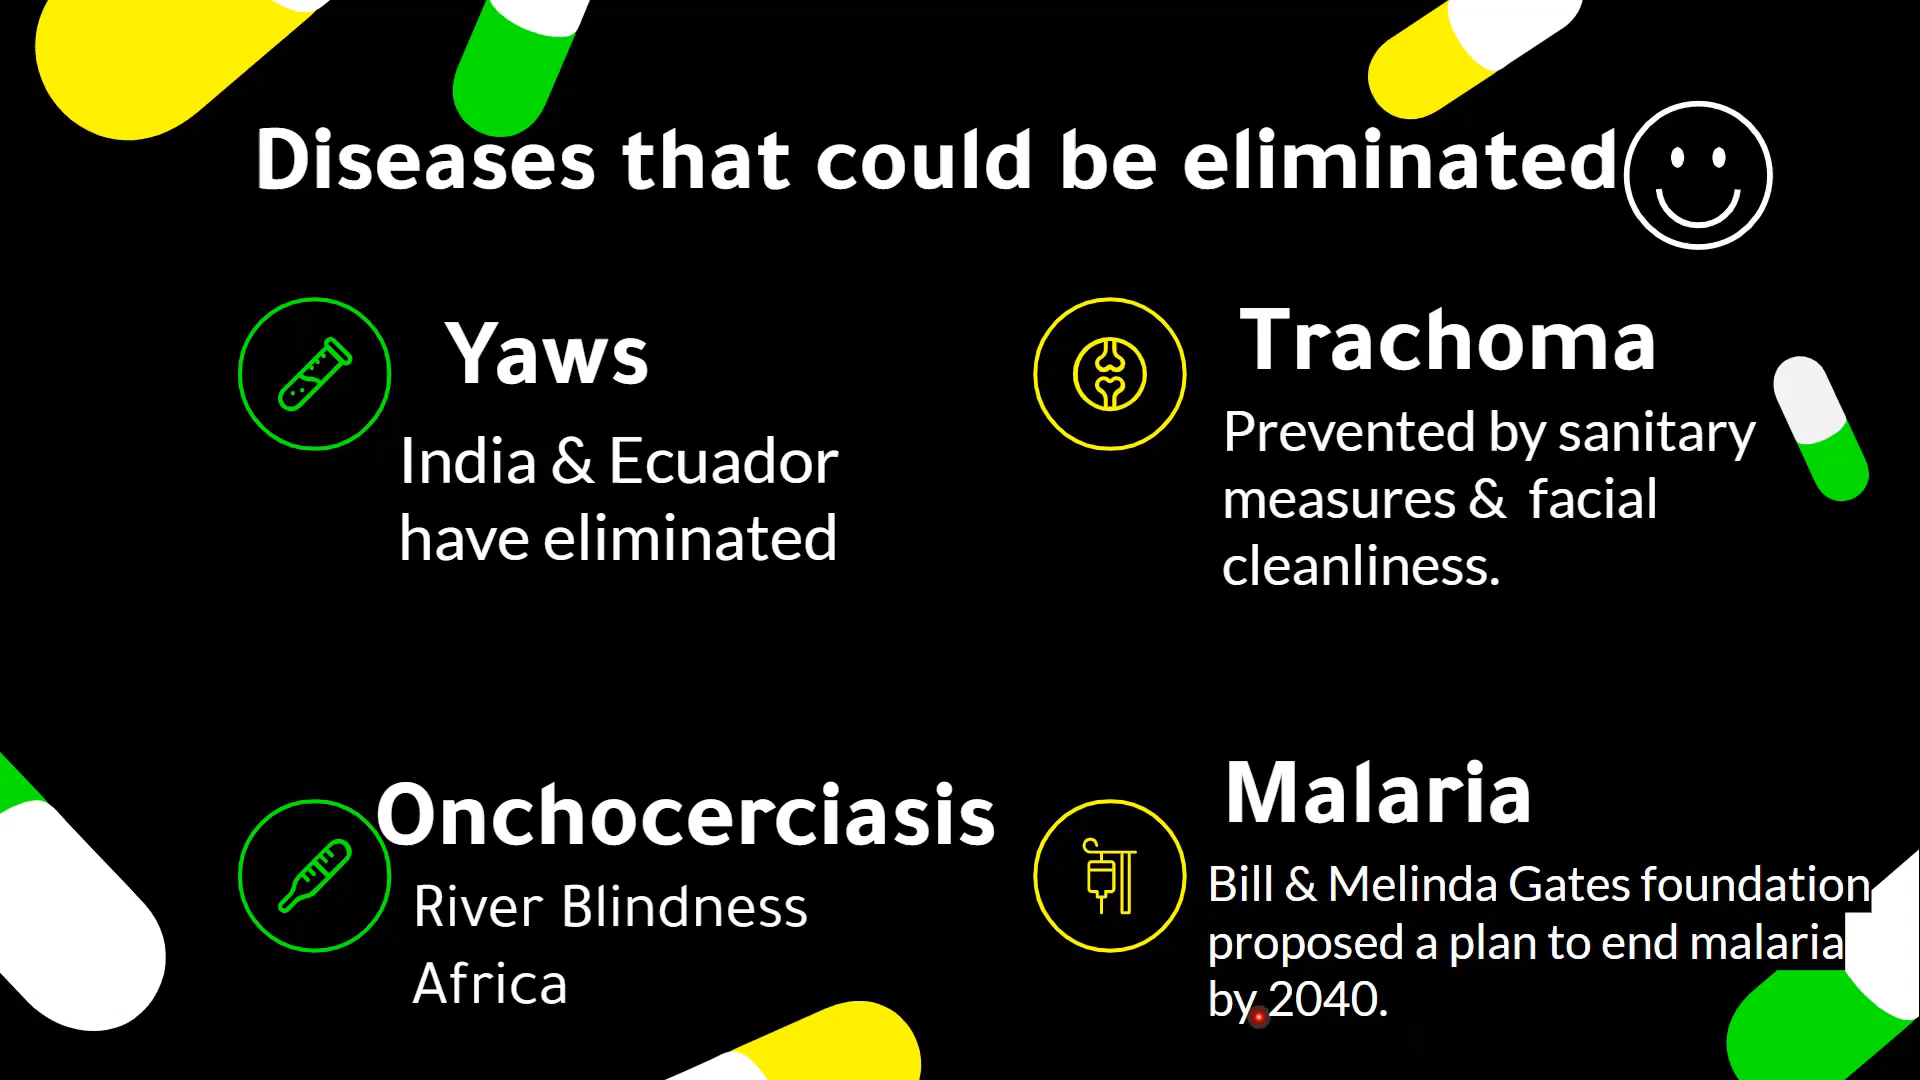 Diseases that could be eliminated
Yaws
India & Ecuador
have eliminated
Trachoma
Prevented by sanitary
measures & facial
cleanliness.
Onchocerciasis
River Blindness
Africa
Malaria
Bill & Melinda Gates foundation
proposed a plan to end malaria
by 2040.